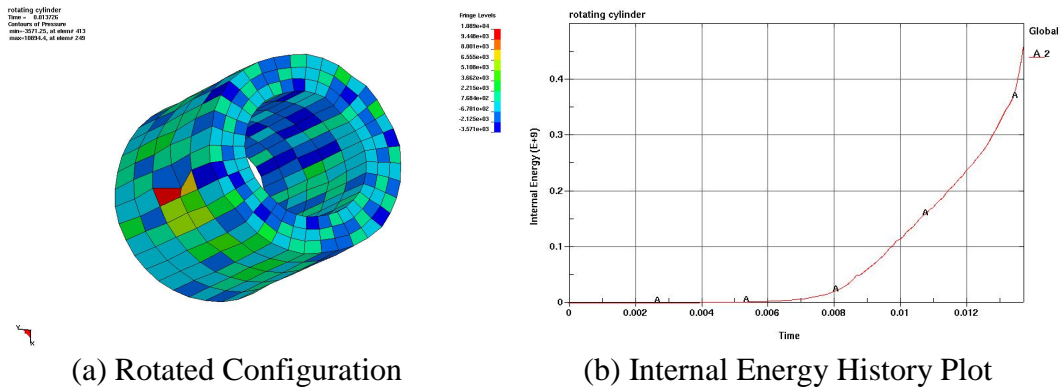 rotating cylinder
Time = 0.013726
Contours of Pressure
min=-3571.25, at elem# 413
max=10894.4, at elem# 249
Fringe Levels
1.089e+04
9.448e+03
8.001e+03
6.555e+03
5.108e+03
3.662e+03
2.215e+03
7.684e+02
-6.781e+02
-2.125e+03
-3.571e+03
Y
X
(a) Rotated Configuration
rotating cylinder
Global
A 2
Internal Energy (E+9)
0.4
0.3
0.2
0.1
0
A
A
A
A
A
0
0.002
0.004
0.006
0.008
0.01
0.012
Time
(b) Internal Energy History Plot